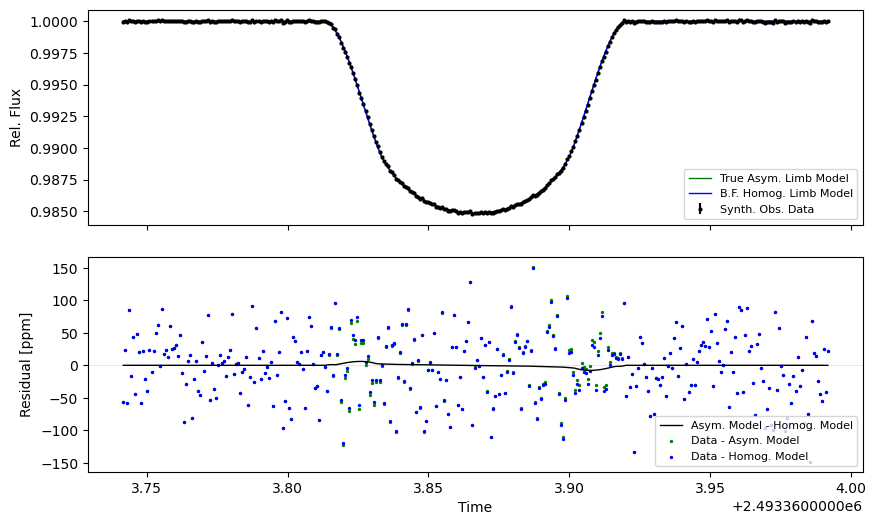 1.0000
0.9975
0.9950
0.9925
0.9900
0.9875
0.9850
Rel. Flux
True Asym. Limb Model
B.F. Homog. Limb Model
Synth. Obs. Data
150
100
50
0
−50
−100
−150
Residual [ppm]
Asym. Model - Homog. Model
Data - Asym. Model
Data - Homog. Model
3.75 3.80 3.85 3.90 3.95 4.00
Time
+2.4933600000e6